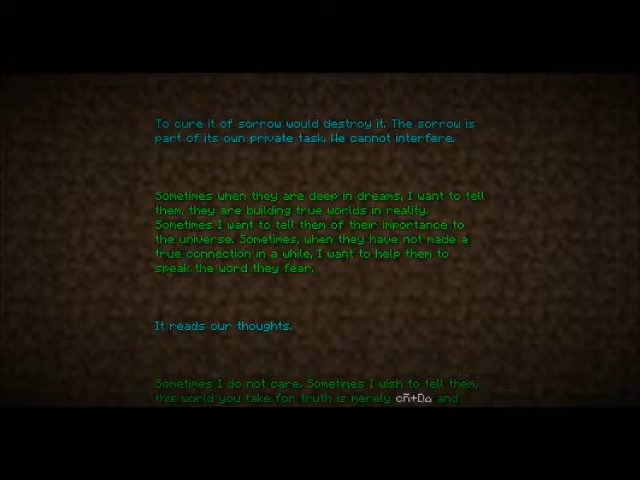 To cure it of sorrow would destroy it. The sorrow is
part of its own private task. We cannot interfere.
Sometimes when they are deep in dreams, I want to tell
them, they are building true worlds in reality.
Sometimes I want to tell them of their importance to
the universe. Sometimes, when they have not made a
true connection in a while, I want to help them to
speak the word they fear.
It reads our thoughts.
Sometimes I do not care. Sometimes I wish to tell them,
this world you take for truth is merely and